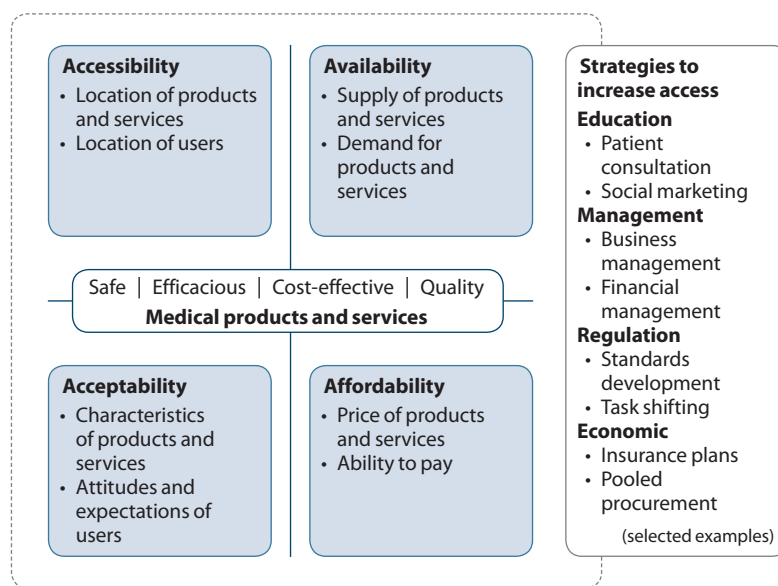 Accessibility
• Location of products
and services
• Location of users
Availability
• Supply of products
and services
• Demand for
products and
services
Safe | Efficacious | Cost-effective | Quality
Medical products and services
Acceptability
• Characteristics
of products and
services
• Attitudes and
expectations of
users
Affordability
• Price of products
and services
• Ability to pay
Strategies to
increase access
Education
• Patient
consultation
• Social marketing
Management
• Business
management
• Financial
management
Regulation
• Standards
development
• Task shifting
Economic
• Insurance plans
• Pooled
procurement
(selected examples)